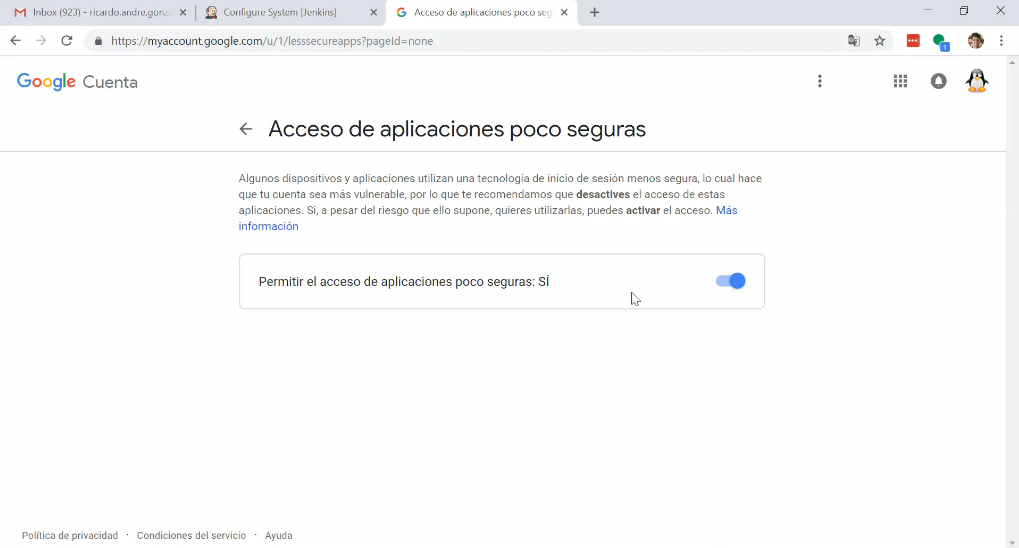 Inbox (923) - ricardo.andre.gonz
Configure System [Jenkins]
Acceso de aplicaciones poco seg
https://myaccount.google.com/u/1/lesssecureapps?pageId=none
1
Google Cuenta
Acceso de aplicaciones poco seguras
Algunos dispositivos y aplicaciones utilizan una tecnología de inicio de sesión menos segura, lo cual hace
que tu cuenta sea más vulnerable, por lo que te recomendamos que desactives el acceso de estas
aplicaciones. Si, a pesar del riesgo que ello supone, quieres utilizarlas, puedes activar el acceso. Más
información
Permitir el acceso de aplicaciones poco seguras: SÍ
Política de privacidad · Condiciones del servicio · Ayuda